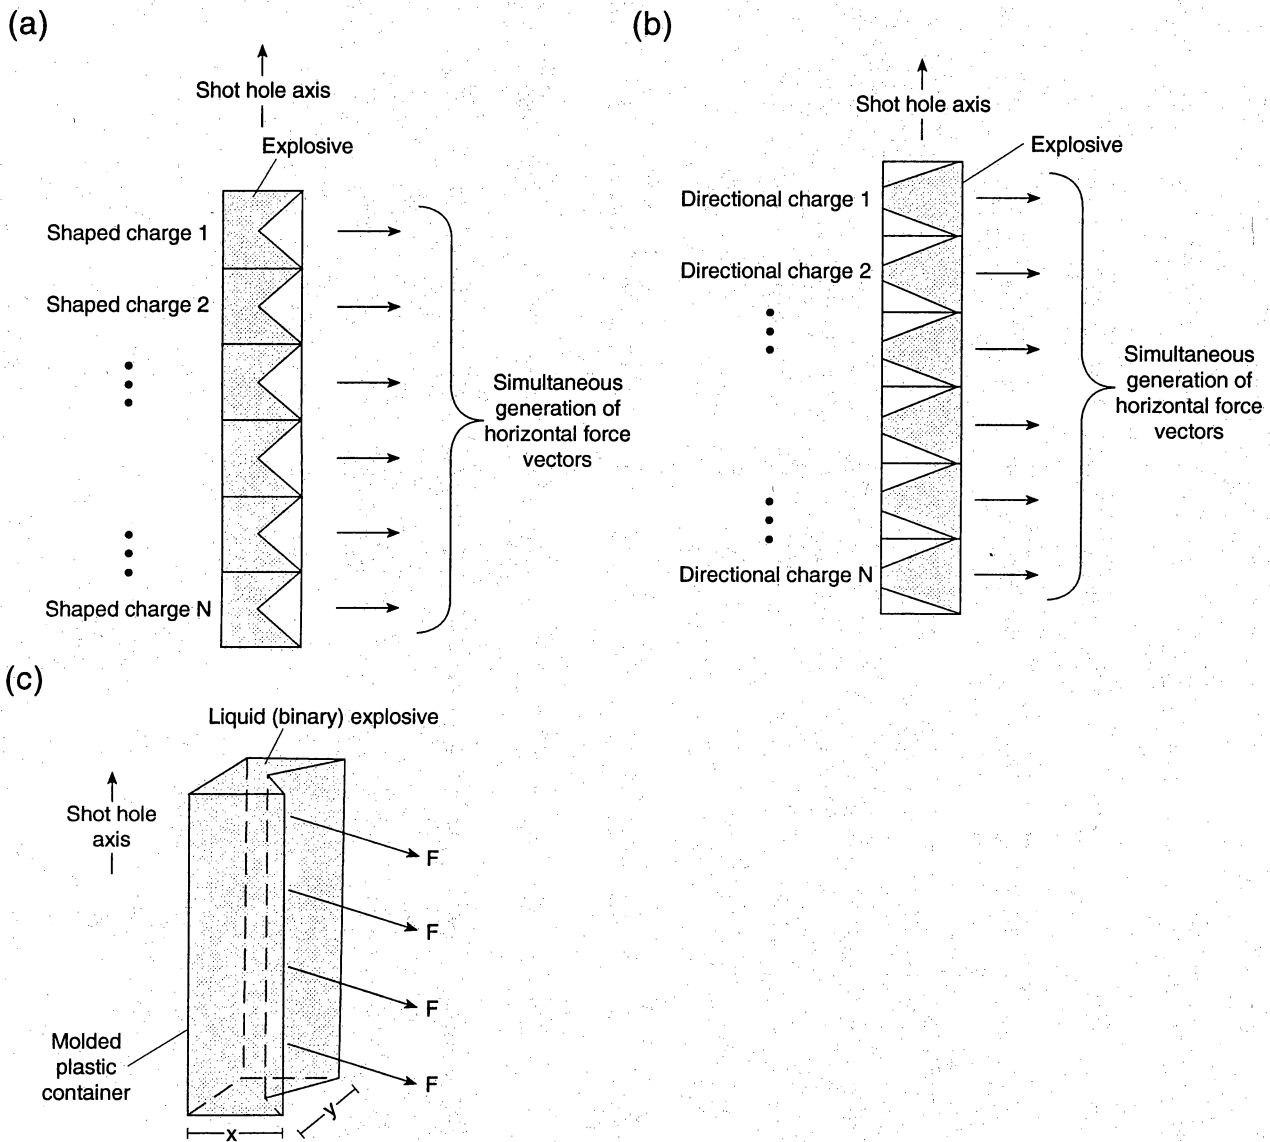 (a)
Shot hole axis
Explosive
Shaped charge 1
Shaped charge 2
Shaped charge N
Simultaneous
generation of
horizontal force
vectors
(b)
Shot hole axis
Explosive
Directional charge 1
Directional charge 2
Directional charge N
Simultaneous
generation of
horizontal force
vectors
(c)
Liquid (binary) explosive
Shot hole
axis
F
F
F
F
Molded
plastic
container
x
y